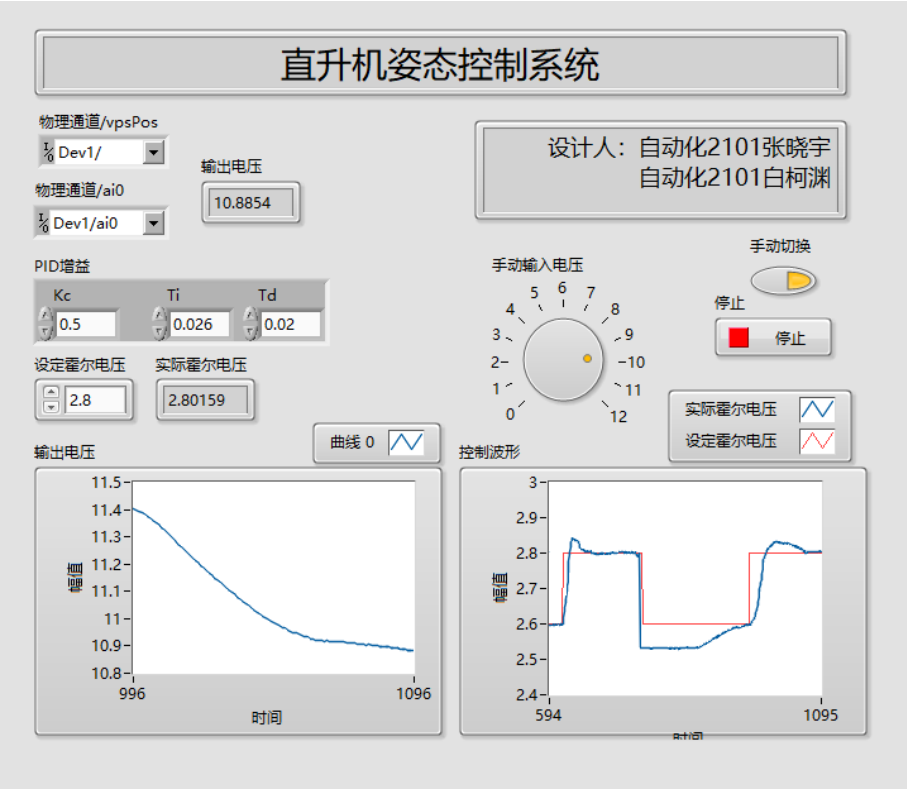 直升机姿态控制系统
物理通道/vpsPos
Dev1/
输出电压
10.8854
物理通道/ai0
Dev1/ai0
设计人：自动化2101张晓宇
自动化2101白柯渊
PID增益
Kc Ti Td
0.5 0.026 0.02
设定霍尔电压 实际霍尔电压
2.8 2.80159
手动输入电压
0 1 2 3 4 5 6 7 8 9 10 11 12
手动切换
停止
停止
实际霍尔电压
设定霍尔电压
输出电压
曲线 0
幅值
11.5
11.4
11.3
11.2
11.1
11
10.9
10.8
996 1096
时间
控制波形
幅值
3
2.9
2.8
2.7
2.6
2.5
2.4
594 1095
时间